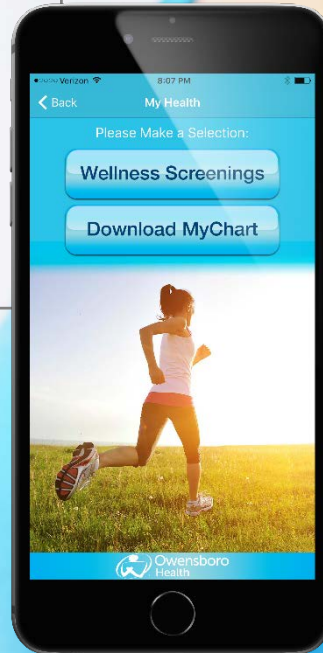 Verizon 8:07 PM
Back My Health
Please Make a Selection:
Wellness Screenings
Download MyChart
Owensboro
Health